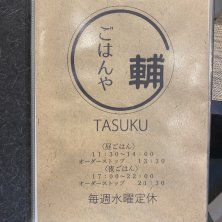 ごはんや
輔
TASUKU
〈昼ごはん〉
11:30~14:00
オーダーストップ 13:30
〈夜ごはん〉
17:00~22:00
オーダーストップ 21:30
毎週水曜定休